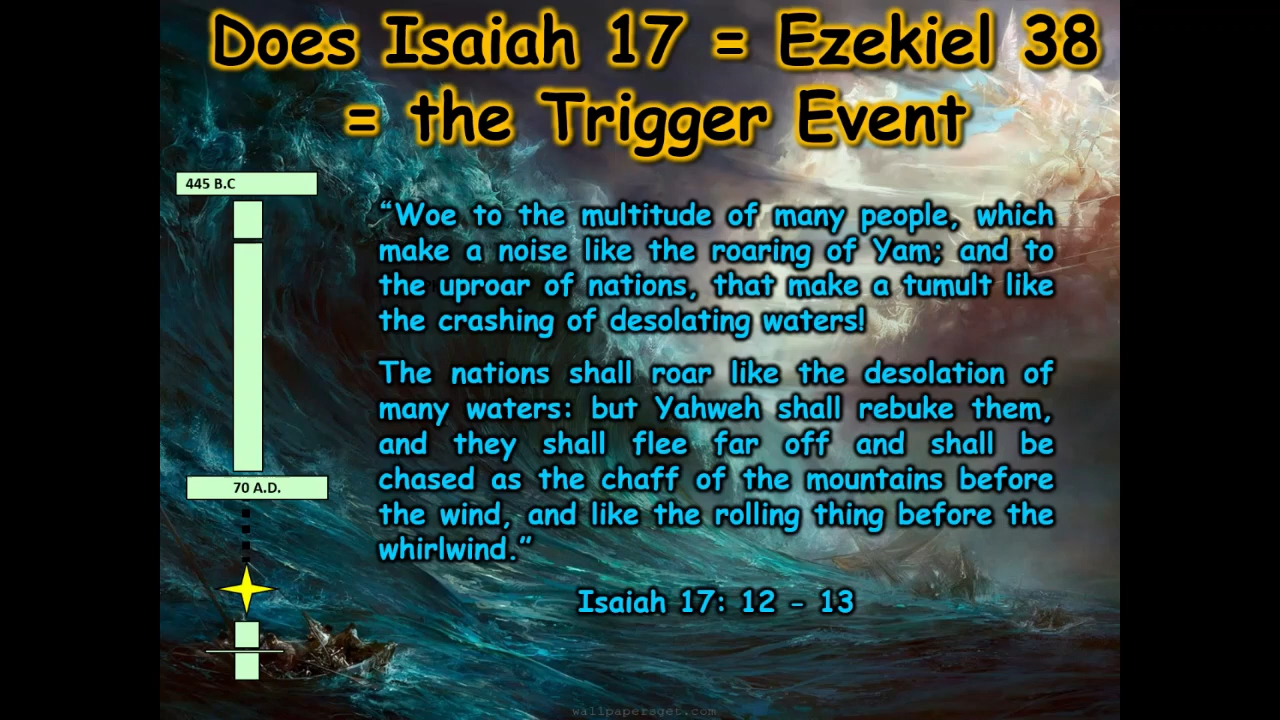 Does Isaiah 17 = Ezekiel 38
= the Trigger Event
445 B.C
“Woe to the multitude of many people, which
make a noise like the roaring of Yam; and to
the uproar of nations, that make a tumult like
the crashing of desolating waters!
The nations shall roar like the desolation of
many waters: but Yahweh shall rebuke them,
and they shall flee far off and shall be
chased as the chaff of the mountains before
the wind, and like the rolling thing before the
whirlwind.”
70 A.D.
Isaiah 17: 12 - 13
wallpapersget.com